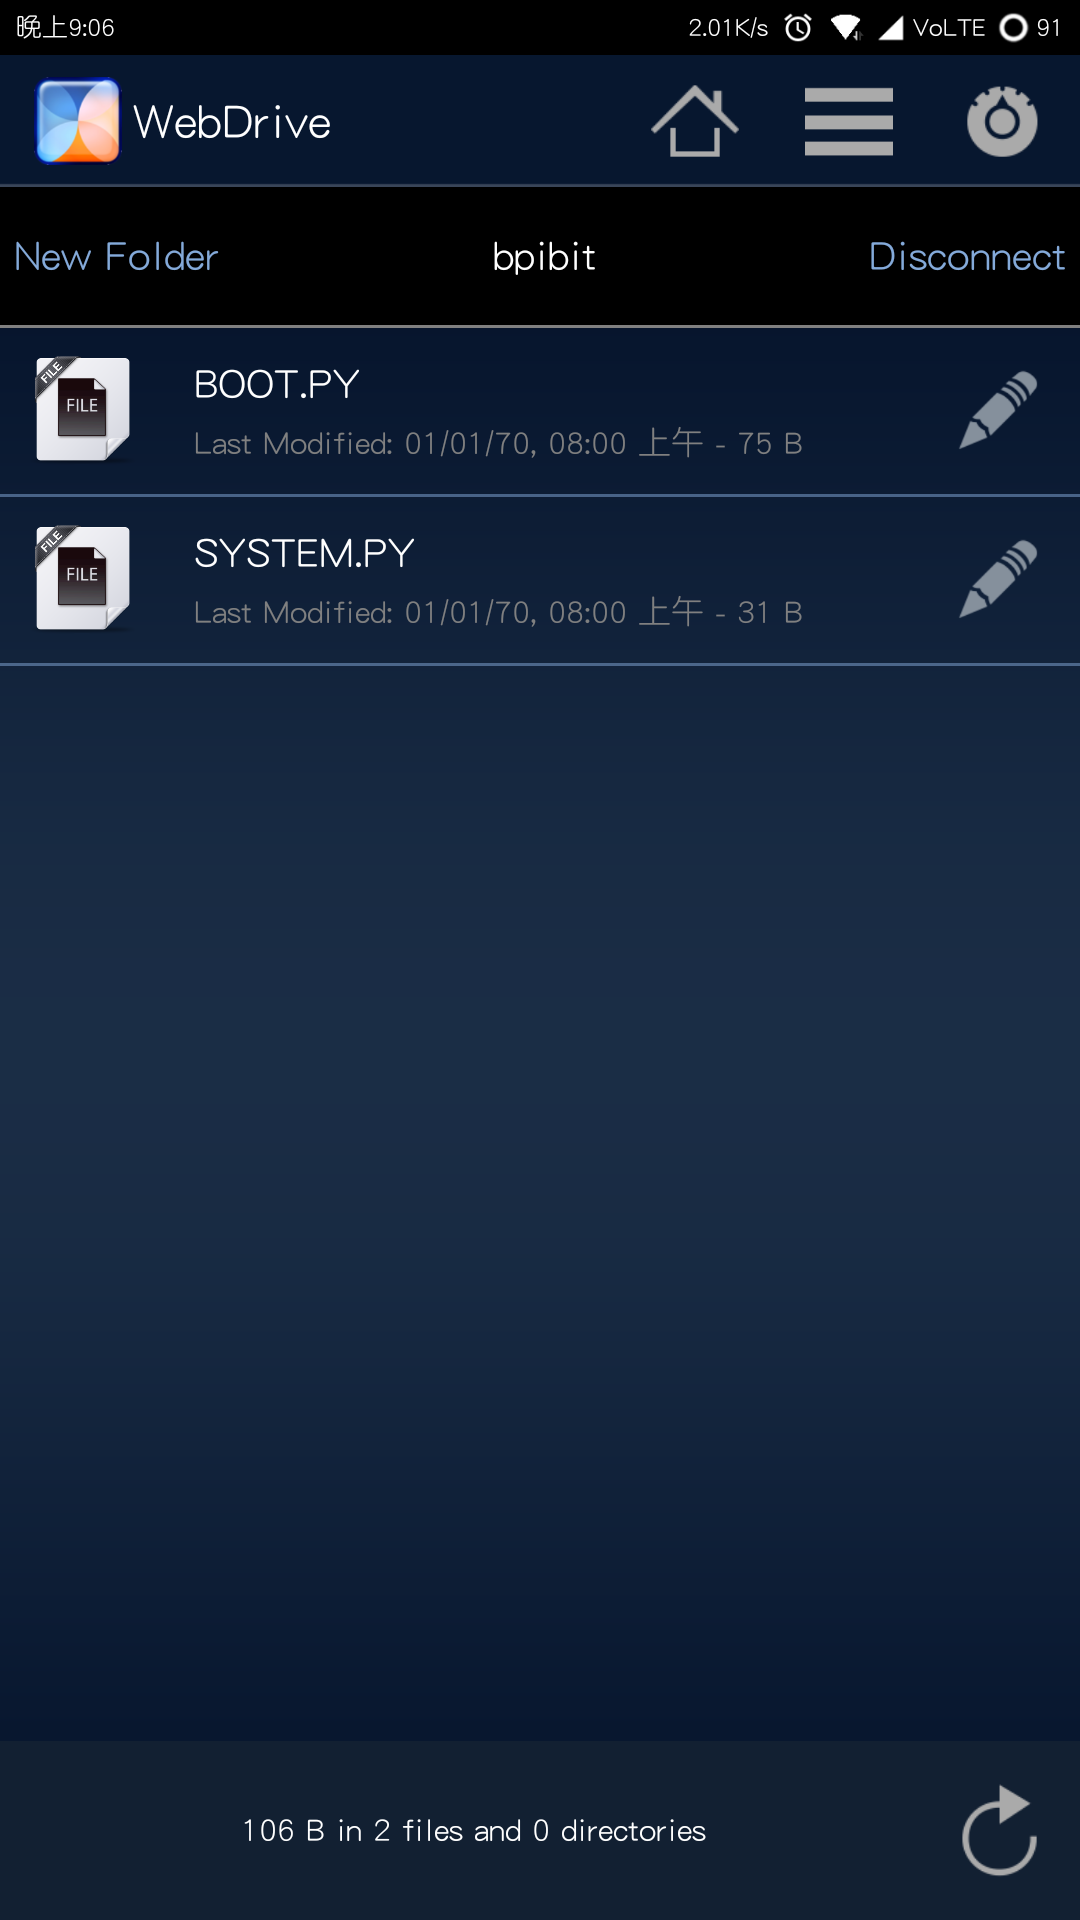 晚上9:06
2.01K/s VoLTE 91
WebDrive
New Folder bpibit Disconnect
FILE
FILE
BOOT.PY
Last Modified: 01/01/70, 08:00 上午 - 75 B
FILE
FILE
SYSTEM.PY
Last Modified: 01/01/70, 08:00 上午 - 31 B
106 B in 2 files and 0 directories